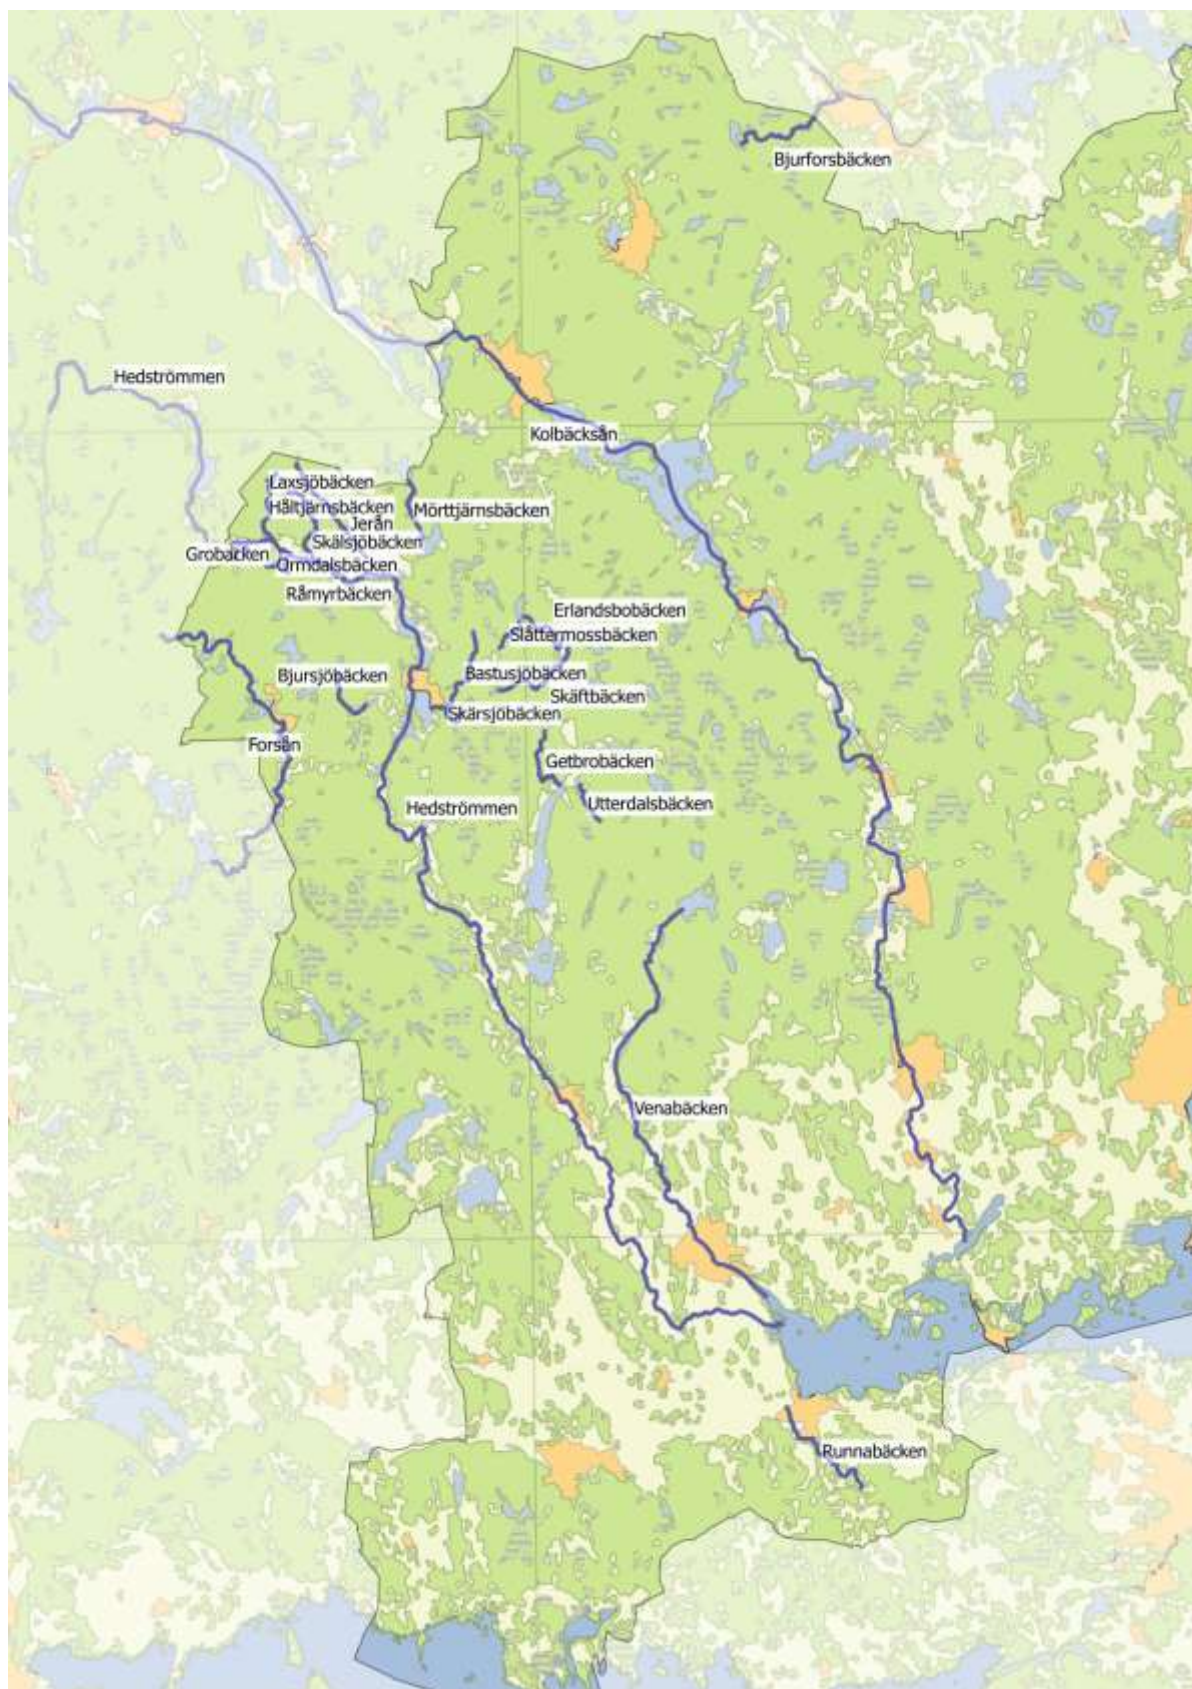 Bjurforsbäcken
Hedströmmen
Kolbäcksån
Laxsjöbäcken
Håltjärnsbäcken
Mörttjärnsbäcken
Jerån
Skälsjöbäcken
Grobäcken
Ormdalsbäcken
Råmyrbäcken
Erlandsbobäcken
Slåttermossbäcken
Bjursjöbäcken
Bastusjöbäcken
Skäftbäcken
Skärsjöbäcken
Forsån
Getbrobäcken
Utterdalsbäcken
Hedströmmen
Venabäcken
Runnabäcken